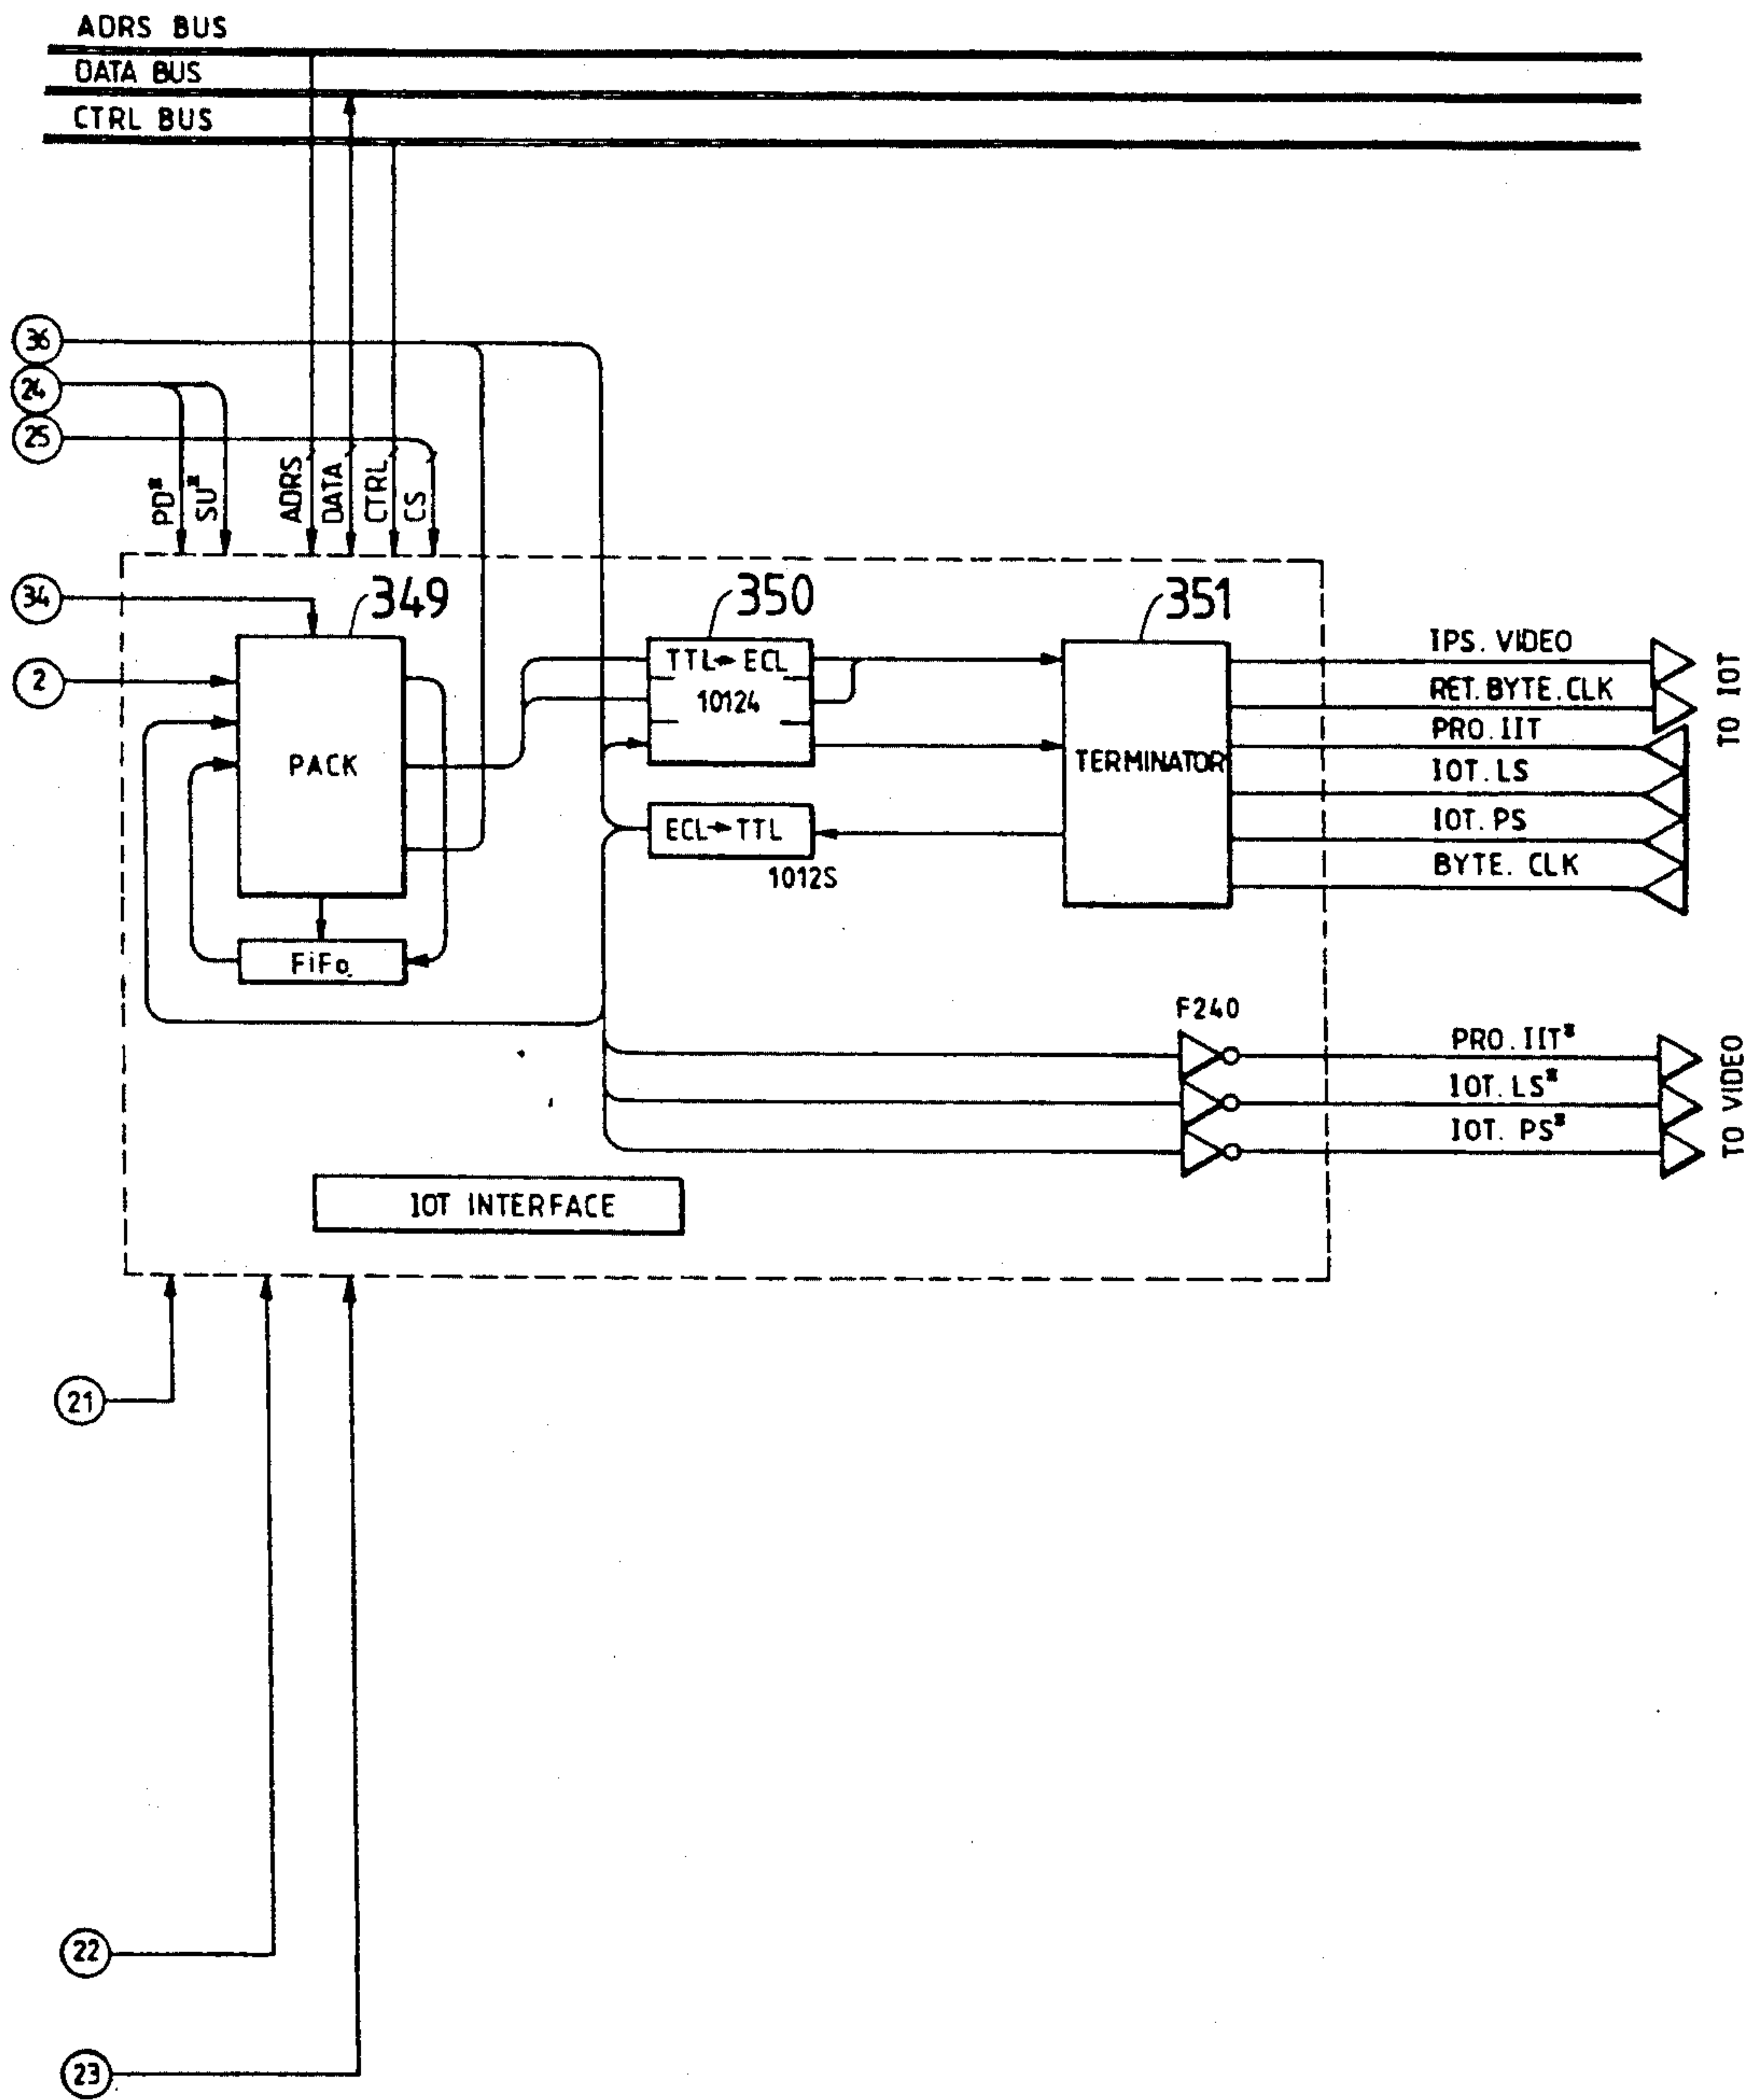 ADRS BUS
DATA BUS
CTRL BUS
36
24
25
PD*
SU*
ADRS
DATA
CTRL
CS
34
349
350
351
2
PACK
TTL→ECL
10124
TERMINATOR
ECL→TTL
1012S
FiFo.
IPS. VIDEO
RET. BYTE. CLK
PRO. IIT
IOT. LS
IOT. PS
BYTE. CLK
TO IOT
F240
PRO. IIT*
IOT. LS*
IOT. PS*
TO VIDEO
IOT INTERFACE
21
22
23